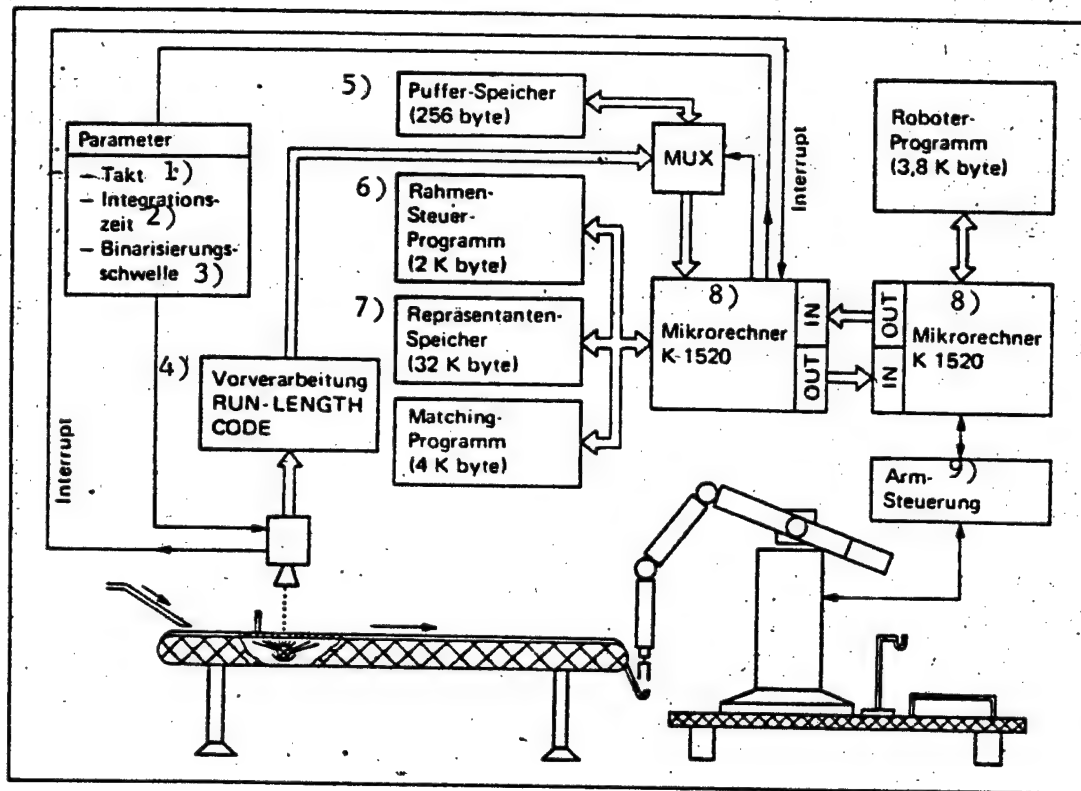 5)
Puffer-Speicher
(256 byte)
MUX
Interrupt
Roboter-
Programm
(3,8 K byte)
Parameter
– Takt 1)
– Integrations-
zeit 2)
– Binarisierungs-
schwelle 3)
6)
Rahmen-
Steuer-
Programm
(2 K byte)
7)
Repräsentanten-
Speicher
(32 K byte)
Matching-
Programm
(4 K byte)
8)
Mikrorechner
K 1520
IN
OUT
OUT
IN
8)
Mikrorechner
K 1520
4)
Vorverarbeitung
RUN-LENGTH
CODE
Interrupt
9)
Arm-
Steuerung